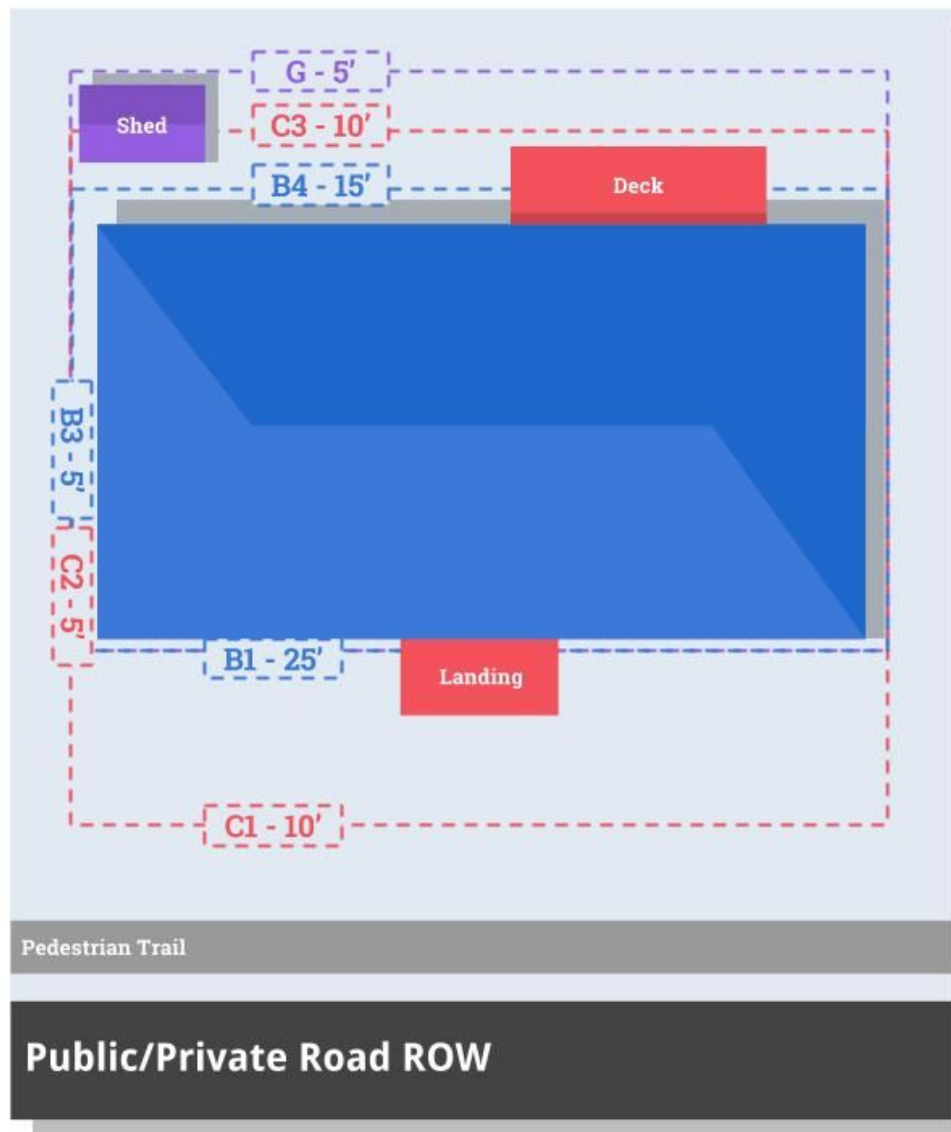 G - 5′
Shed
C3 - 10′
B4 - 15′
Deck
B3 - 5′
C2 - 5′
B1 - 25′
Landing
C1 - 10′
Pedestrian Trail
Public/Private Road ROW